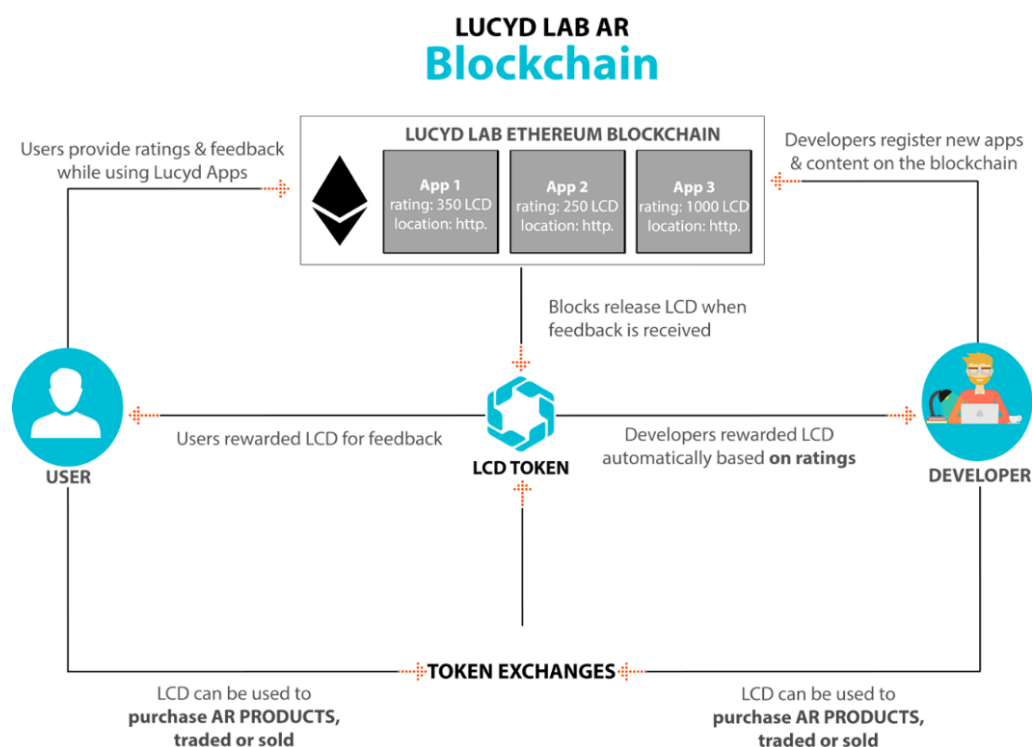 LUCYD LAB AR
Blockchain
LUCYD LAB ETHEREUM BLOCKCHAIN
Users provide ratings & feedback
while using Lucyd Apps
App 1
rating: 350 LCD
location: http.
App 2
rating: 250 LCD
location: http.
App 3
rating: 1000 LCD
location: http.
Developers register new apps
& content on the blockchain
Blocks release LCD when
feedback is received
Users rewarded LCD for feedback
Developers rewarded LCD
automatically based on ratings
USER
LCD TOKEN
DEVELOPER
TOKEN EXCHANGES
LCD can be used to
purchase AR PRODUCTS,
traded or sold
LCD can be used to
purchase AR PRODUCTS,
traded or sold